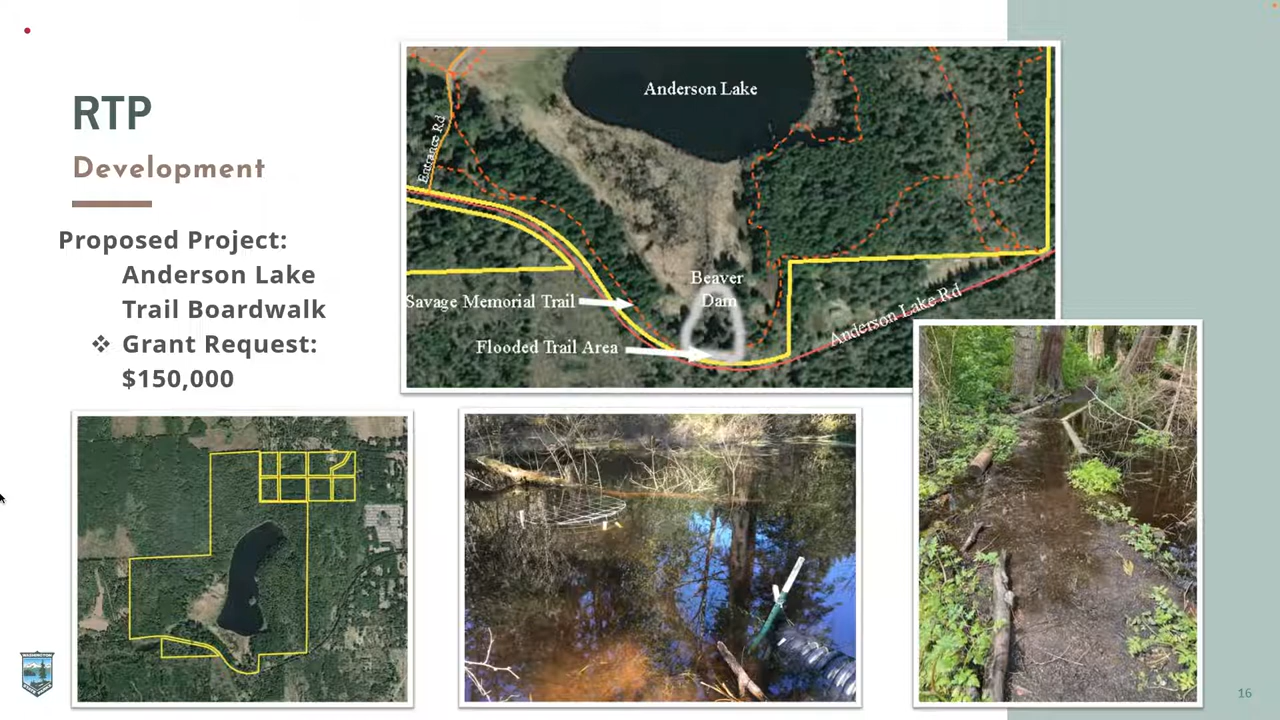 RTP
Development
Proposed Project:
Anderson Lake
Trail Boardwalk
❖ Grant Request:
$150,000
Anderson Lake
Entrance Rd
Beaver
Dam
Savage Memorial Trail
Flooded Trail Area
Anderson Lake Rd
16